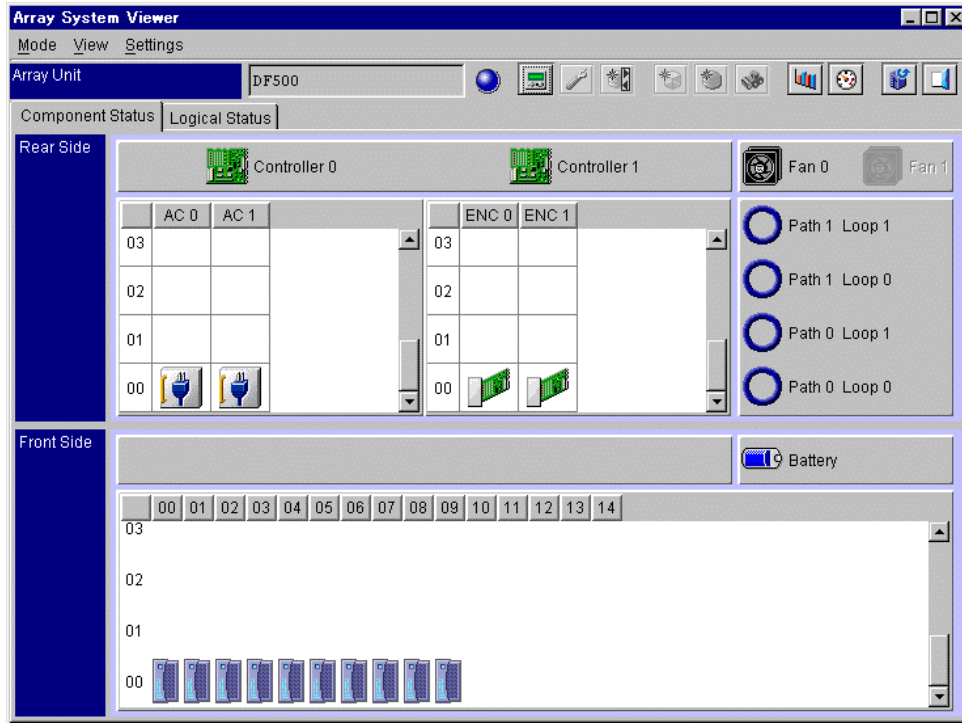 Array System Viewer
Mode View Settings
Array Unit DF500
Component Status Logical Status
Rear Side
Controller 0 Controller 1 Fan 0 Fan 1
AC 0 AC 1 ENC 0 ENC 1
03 03
02 02
01 01
00 00
Path 1 Loop 1
Path 1 Loop 0
Path 0 Loop 1
Path 0 Loop 0
Front Side
Battery
00 01 02 03 04 05 06 07 08 09 10 11 12 13 14
03
02
01
00